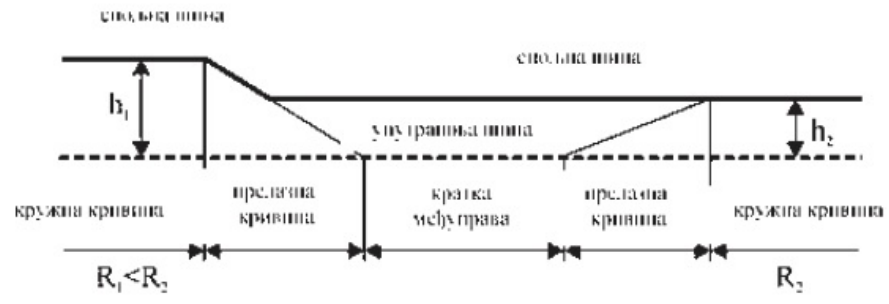 спољна шина
спољна шина
h₁
унутрашња шина
h₂
кружна кривина
прелазна
кривина
кратка
међуправа
прелазна
кривина
кружна кривина
R₁<R₂
R₂